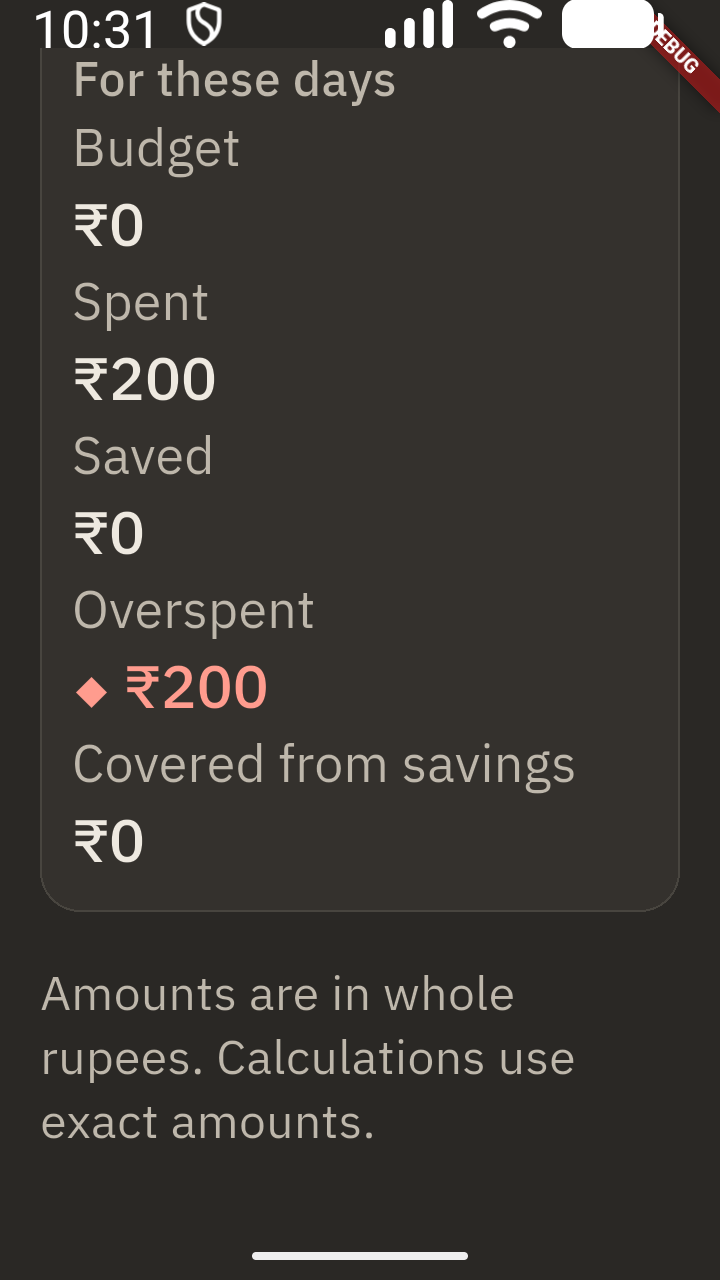 10:31
DEBUG
For these days
Budget
₹0
Spent
₹200
Saved
₹0
Overspent
◆ ₹200
Covered from savings
₹0
Amounts are in whole
rupees. Calculations use
exact amounts.